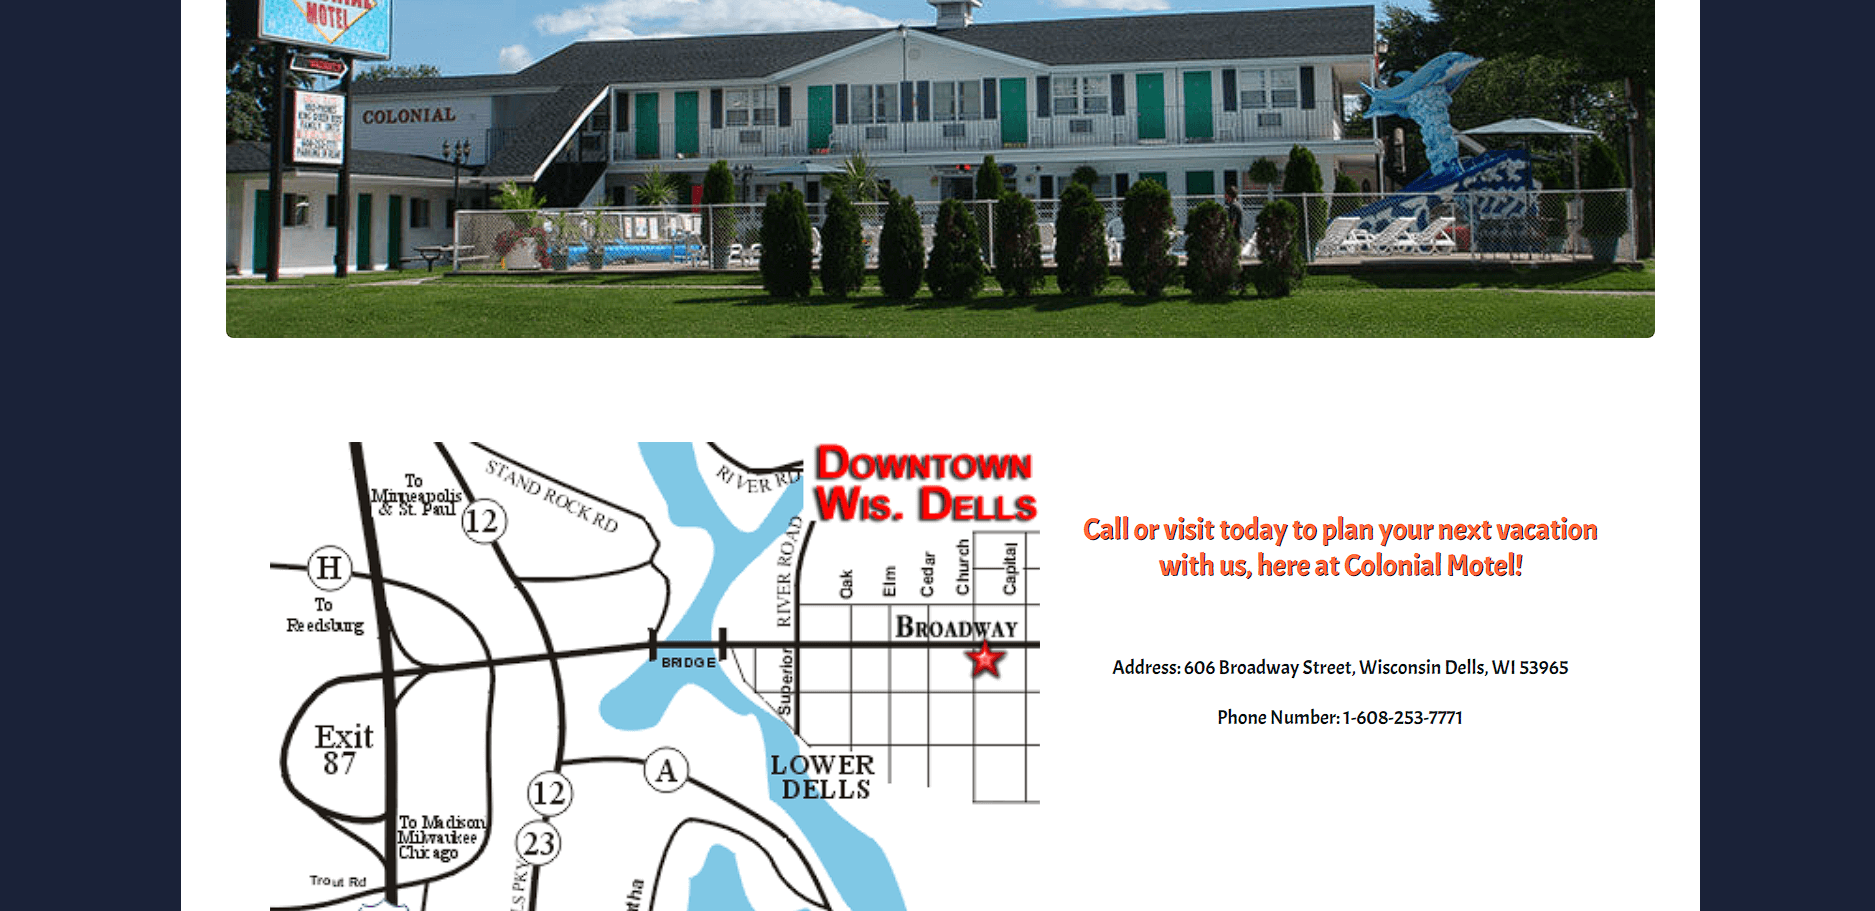 MOTEL
COLONIAL
DOWNTOWN
WIS. DELLS
To
Minneapolis
& St. Paul
12
STAND ROCK RD
RIVER RD
RIVER ROAD
H
To
Reedsburg
Oak
Elm
Cedar
Church
Capital
BROADWAY
BRIDGE
Superior
Exit
87
LOWER
DELLS
A
12
23
To Madison
Milwaukee
Chicago
Trout Rd
LS PKY
tha
Call or visit today to plan your next vacation
with us, here at Colonial Motel!
Address: 606 Broadway Street, Wisconsin Dells, WI 53965
Phone Number: 1-608-253-7771